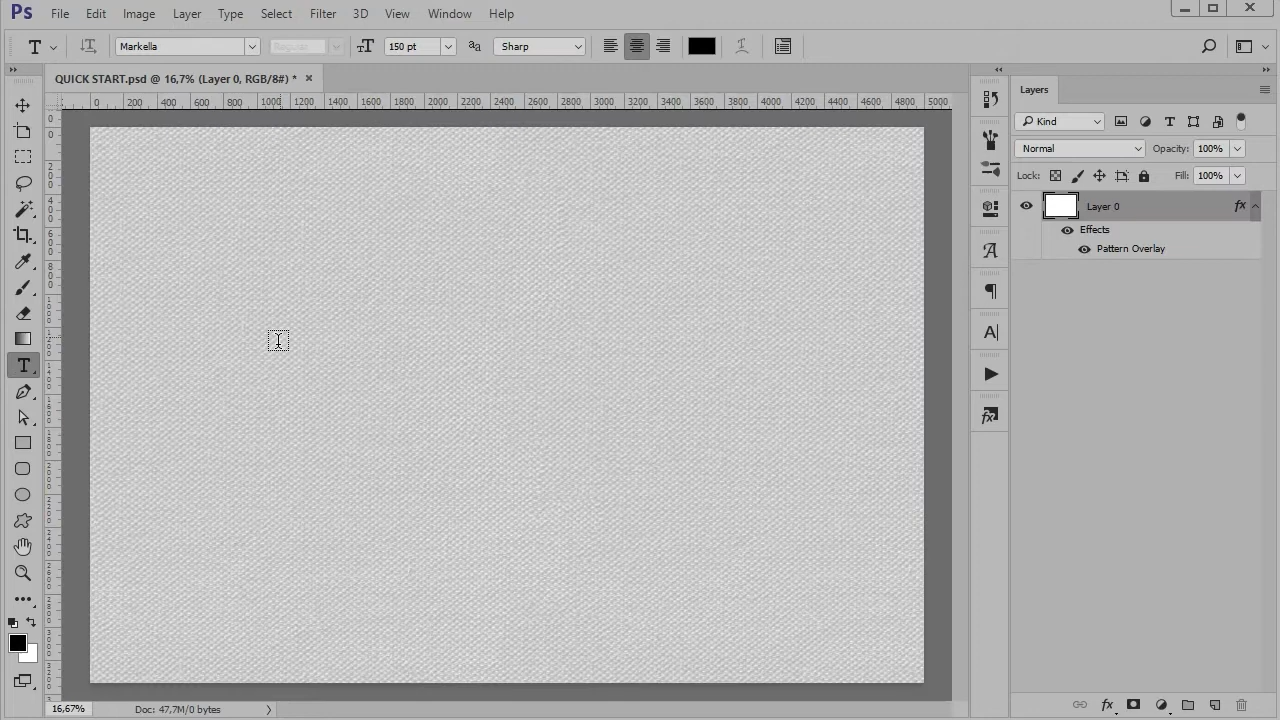 Ps File Edit Image Layer Type Select Filter 3D View Window Help
T Markella Regular 150 pt Sharp
QUICK START.psd @ 16,7% (Layer 0, RGB/8#) *
0 200 400 600 800 1000 1200 1400 1600 1800 2000 2200 2400 2600 2800 3000 3200 3400 3600 3800 4000 4200 4400 4600 4800 5000
Layers
Kind
Normal Opacity: 100%
Lock: Fill: 100%
Layer 0 fx
Effects
Pattern Overlay
16,67% Doc: 47,7M/0 bytes